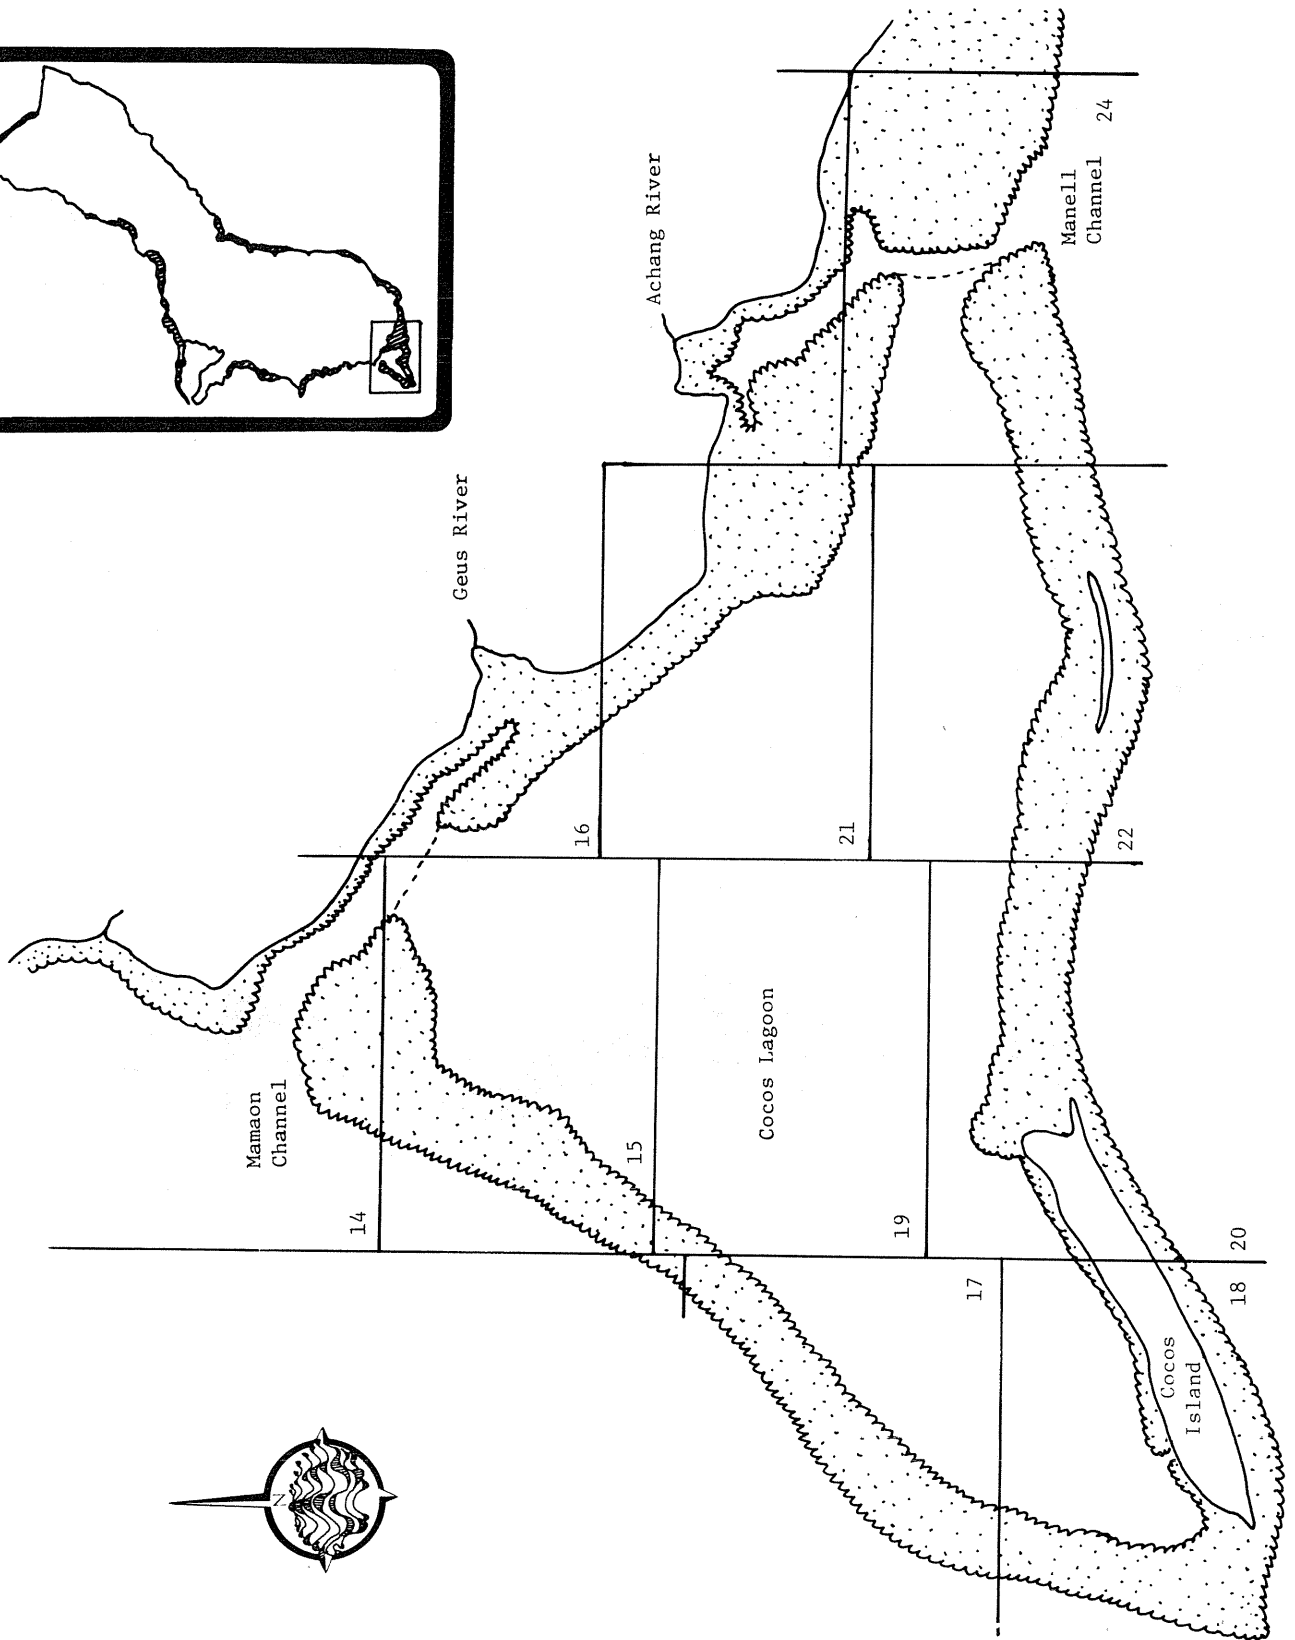 24
Manell
Channel
Achang River
Geus River
16
21
22
Mamaon
Channel
Cocos Lagoon
14
15
19
20
17
18
Cocos
Island
N